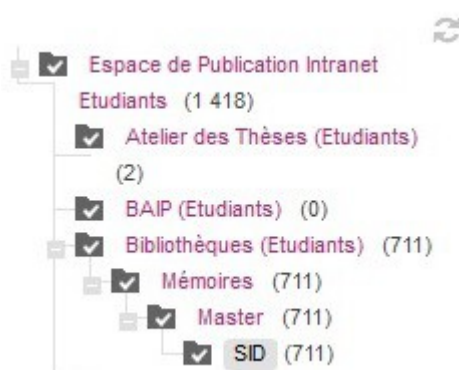 Espace de Publication Intranet
Etudiants (1 418)
Atelier des Thèses (Etudiants)
(2)
BAIP (Etudiants) (0)
Bibliothèques (Etudiants) (711)
Mémoires (711)
Master (711)
SID (711)